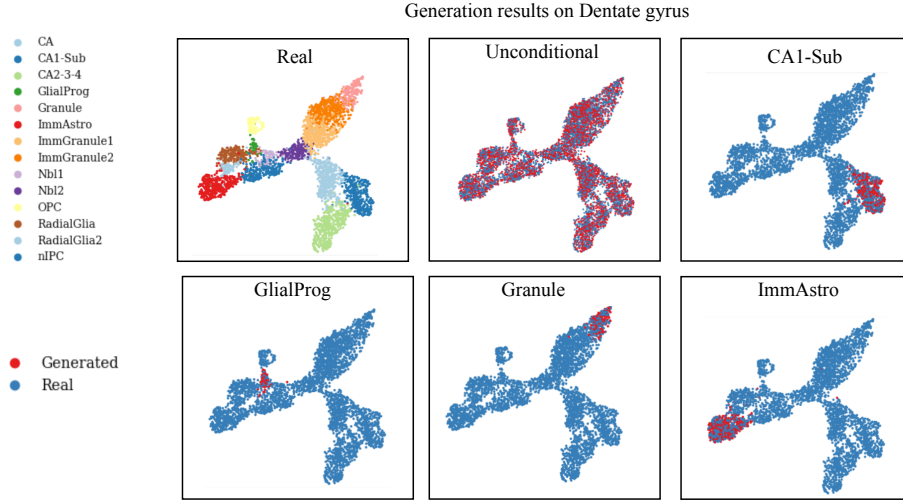 Generation results on Dentate gyrus
CA
CA1-Sub
CA2-3-4
GlialProg
Granule
ImmAstro
ImmGranule1
ImmGranule2
Nbl1
Nbl2
OPC
RadialGlia
RadialGlia2
nIPC
Real
Unconditional
CA1-Sub
Generated
Real
GlialProg
Granule
ImmAstro